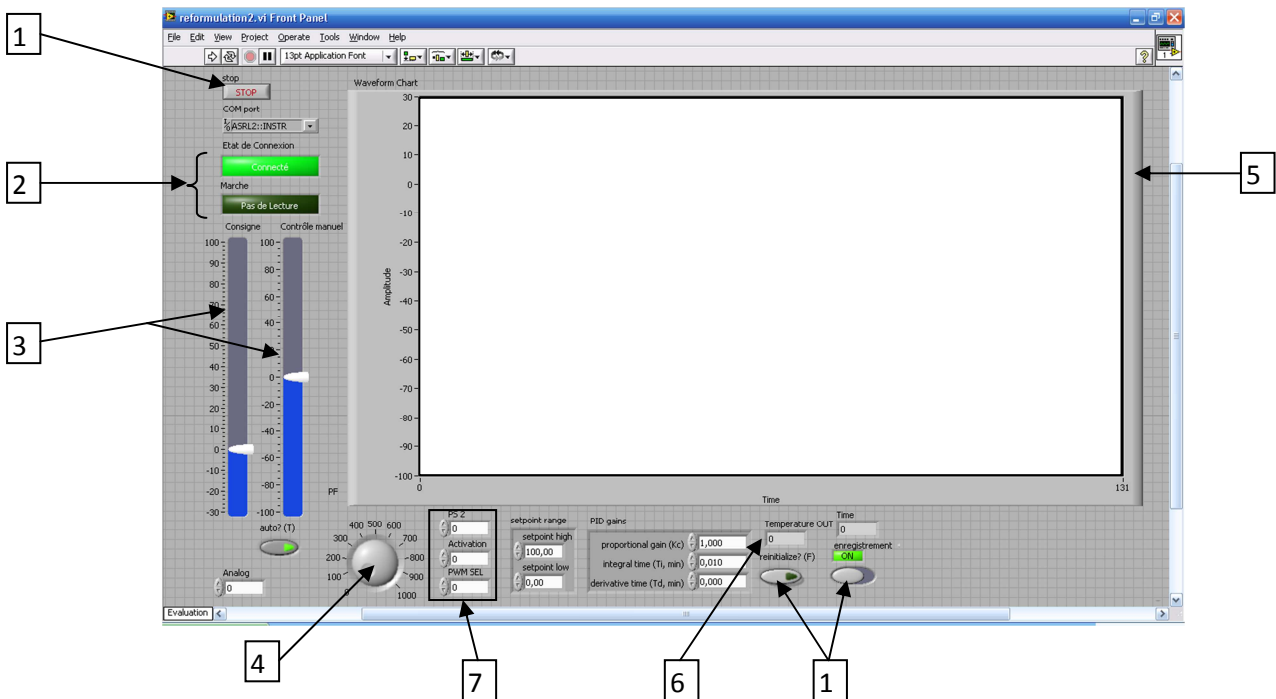 reformulation2.vi Front Panel
File Edit View Project Operate Tools Window Help
13pt Application Font
1
1
stop
STOP
COM port
ASRL2::INSTR
Etat de Connexion
Connecté
2
Marche
Pas de Lecture
Consigne Contrôle manuel
100
90
80
70
60
50
40
30
20
10
0
-10
-20
-30
100
80
60
40
20
0
-20
-40
-60
-80
-100
3
Waveform Chart
30
20
10
0
-10
-20
-30
-40
-50
-60
-70
-80
-90
-100
Amplitude
0
131
Time
5
PF
auto? (T)
Analog
0
0
100
200
300
400 500 600
700
800
900
1000
PS 2
0
Activation
0
PWM SEL
0
setpoint range
setpoint high
100,00
setpoint low
0,00
PID gains
proportional gain (Kc) 1,000
integral time (Ti, min) 0,010
derivative time (Td, min) 0,000
Temperature OUT
0
reinitialize? (F)
Time
0
enregistrement
ON
Evaluation
4
7
6
1